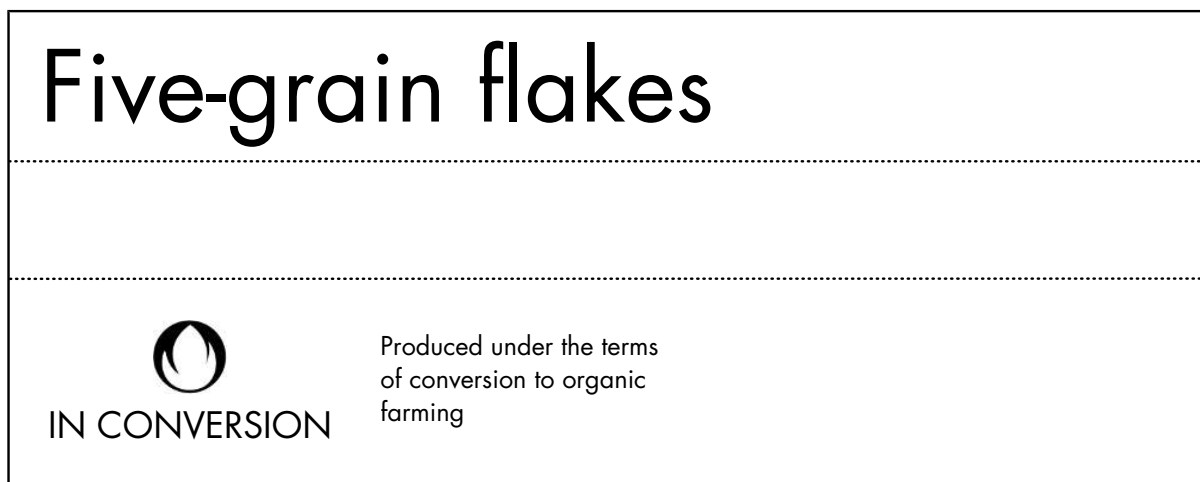 Five-grain flakes
Produced under the terms
of conversion to organic
farming
IN CONVERSION